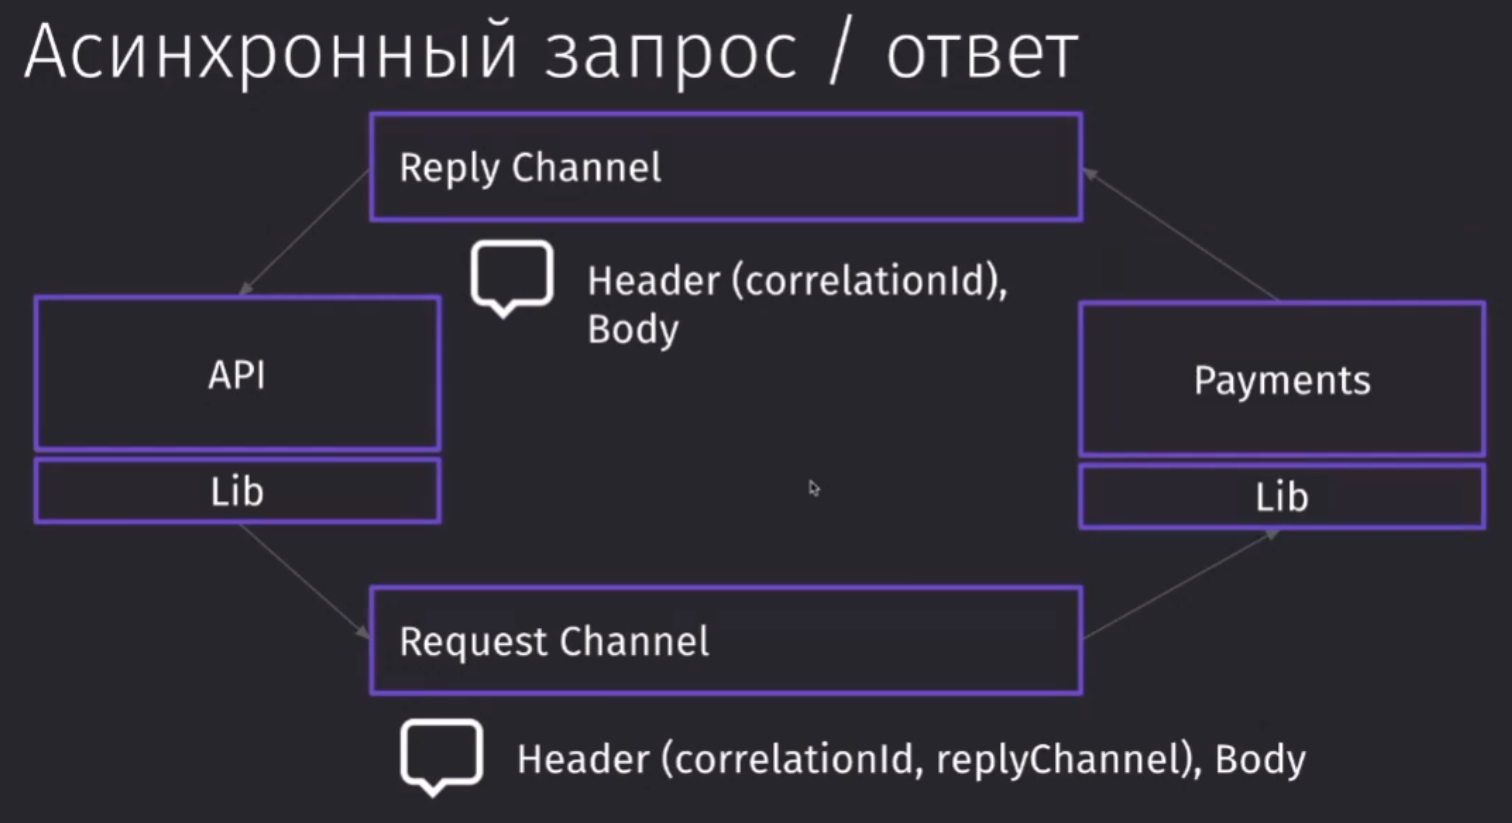 Асинхронный запрос / ответ
Reply Channel
Header (correlationId),
Body
API
Payments
Lib
Lib
Request Channel
Header (correlationId, replyChannel), Body